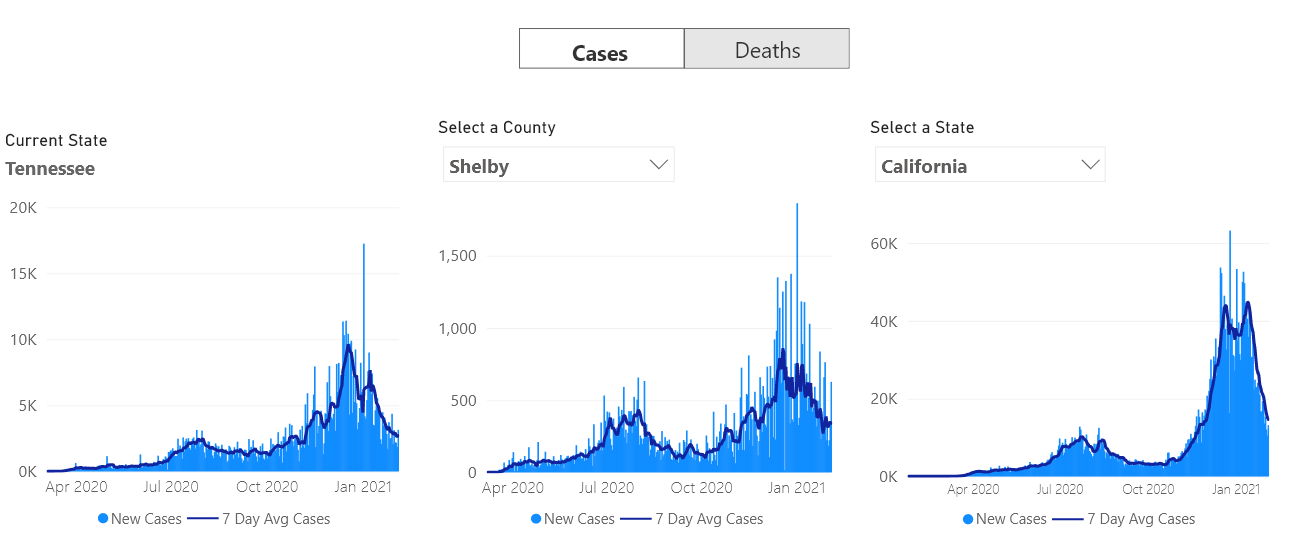 Cases Deaths
Current State
Tennessee
20K
15K
10K
5K
0K
Apr 2020 Jul 2020 Oct 2020 Jan 2021
New Cases 7 Day Avg Cases
Select a County
Shelby
1,500
1,000
500
0
Apr 2020 Jul 2020 Oct 2020 Jan 2021
New Cases 7 Day Avg Cases
Select a State
California
60K
40K
20K
0K
Apr 2020 Jul 2020 Oct 2020 Jan 2021
New Cases 7 Day Avg Cases